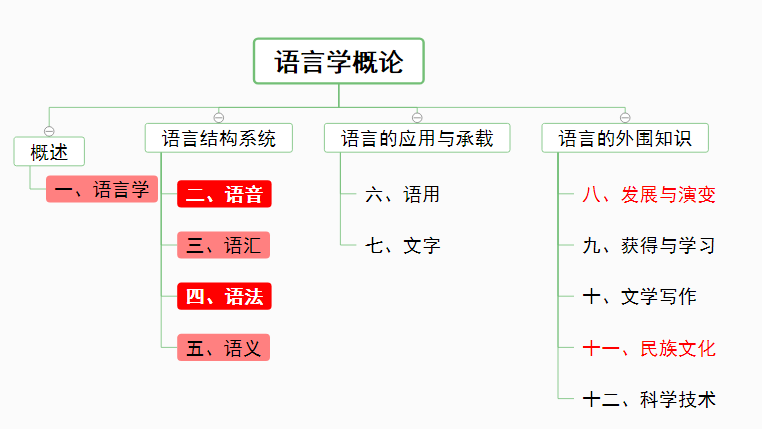 语言学概论
概述
一、语言学
语言结构系统
二、语音
三、语汇
四、语法
五、语义
语言的应用与承载
六、语用
七、文字
语言的外围知识
八、发展与演变
九、获得与学习
十、文学写作
十一、民族文化
十二、科学技术